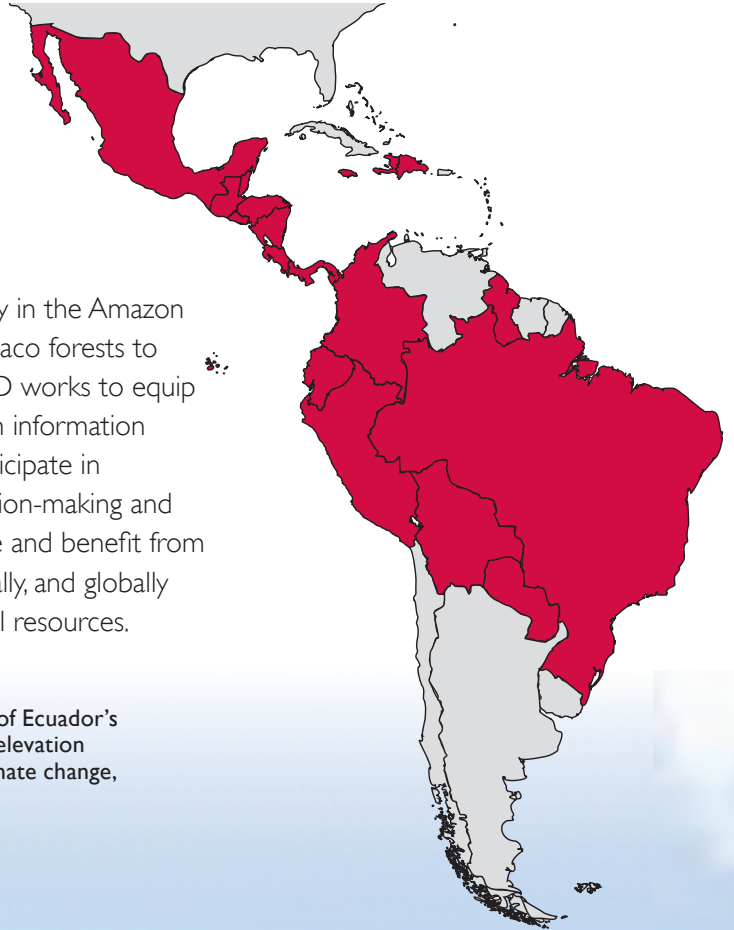 y in the Amazon
aco forests to
D works to equip
n information
icipate in
ion-making and
e and benefit from
ally, and globally
l resources.
of Ecuador's
elevation
nate change,